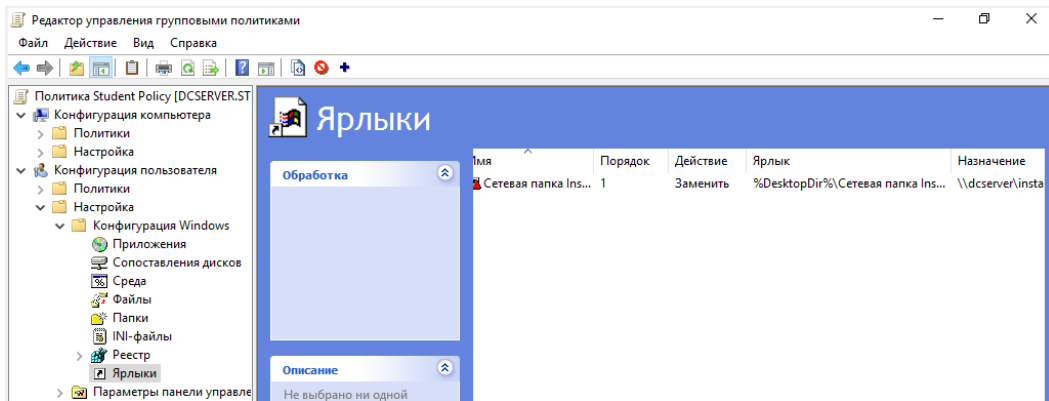 Редактор управления групповыми политиками
Файл Действие Вид Справка
Политика Student Policy [DCSERVER.ST
Конфигурация компьютера
Политики
Настройка
Конфигурация пользователя
Политики
Настройка
Конфигурация Windows
Приложения
Сопоставления дисков
Среда
Файлы
Папки
INI-файлы
Реестр
Ярлыки
Параметры панели управле
Ярлыки
Обработка
Описание
Не выбрано ни одной
Имя Порядок Действие Ярлык Назначение
Сетевая папка Ins... 1 Заменить %DesktopDir%\Сетевая папка Ins... \\dcserver\insta